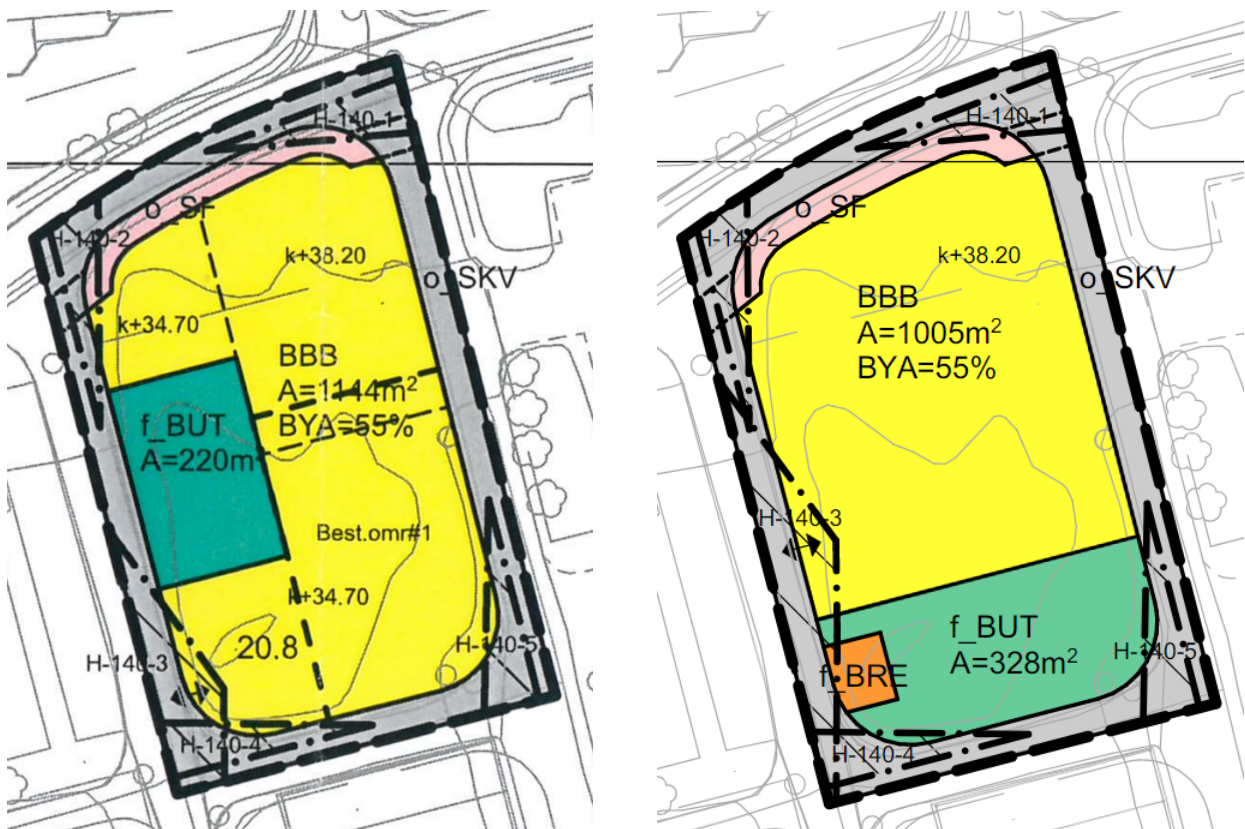 H-140-1
o_SF
H-140-2
k+38.20
o_SKV
k+34.70
BBB
A=1144m²
BYA=55%
f_BUT
A=220m²
Best.omr#1
k+34.70
20.8
H-140-3
H-140-5
H-140-4
H-140-1
o_SF
H-140-2
k+38.20
o_SKV
BBB
A=1005m²
BYA=55%
H-140-3
f_BUT
A=328m²
H-140-5
f_BRE
H-140-4